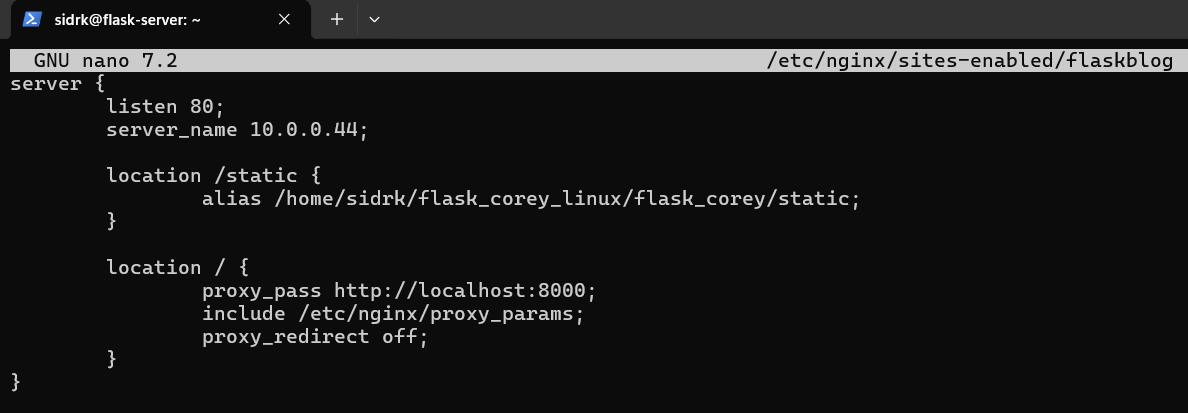 sidrk@flask-server: ~
GNU nano 7.2 /etc/nginx/sites-enabled/flaskblog
server {
        listen 80;
        server_name 10.0.0.44;

        location /static {
                alias /home/sidrk/flask_corey_linux/flask_corey/static;
        }

        location / {
                proxy_pass http://localhost:8000;
                include /etc/nginx/proxy_params;
                proxy_redirect off;
        }
}